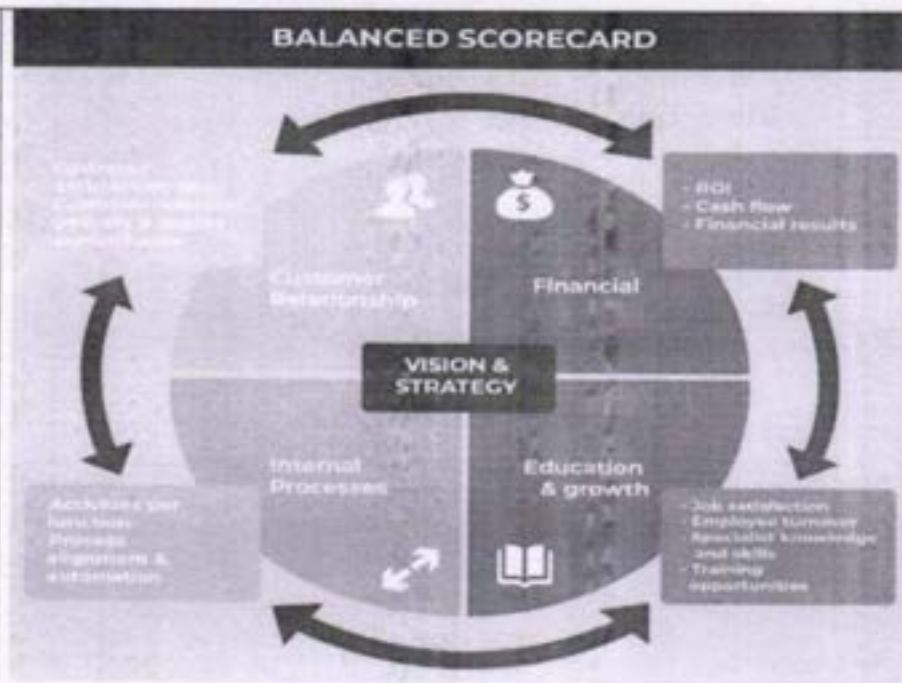 BALANCED SCORECARD
Customer
- ROI
- Cash flow
- Financial results
Customer
Relationship
Financial
VISION &
STRATEGY
Internal
Processes
Education
& growth
Activities per
function
Process
alignment &
automation
- Job satisfaction
- Employee turnover
- Specialist knowledge
and skills
- Training
opportunities